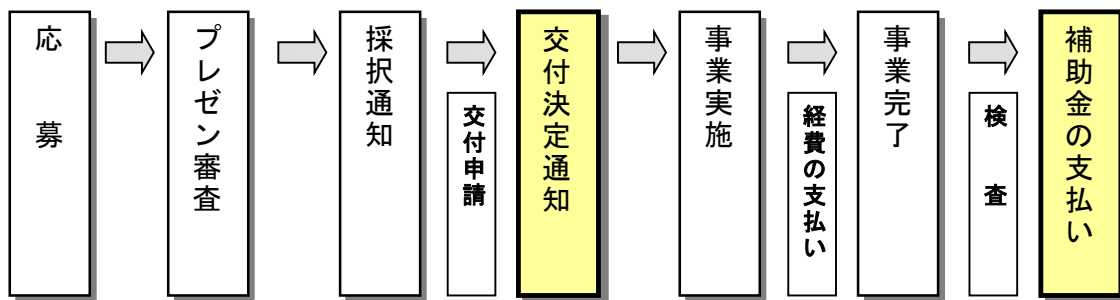 応　募
プレゼン審査
採択通知
交付申請
交付決定通知
事業実施
経費の支払い
事業完了
検　査
補助金の支払い